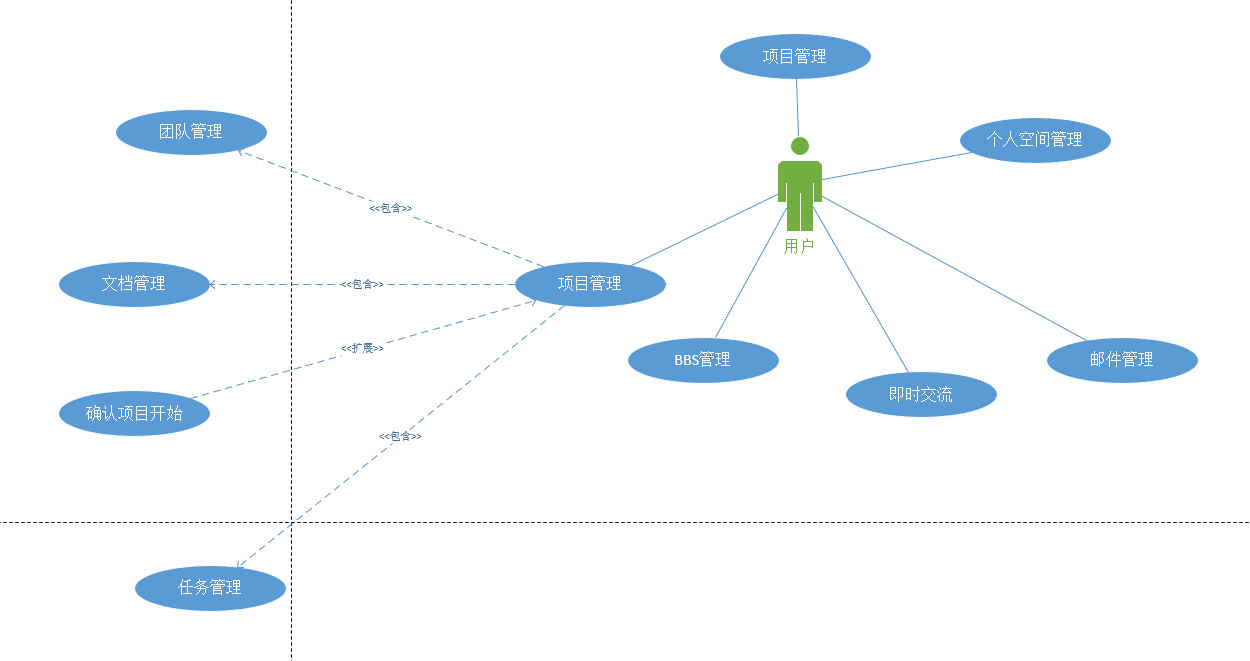 项目管理
团队管理
个人空间管理
<<包含>>
用户
文档管理
<<包含>>
项目管理
<<扩展>>
BBS管理
邮件管理
即时交流
确认项目开始
<<包含>>
任务管理